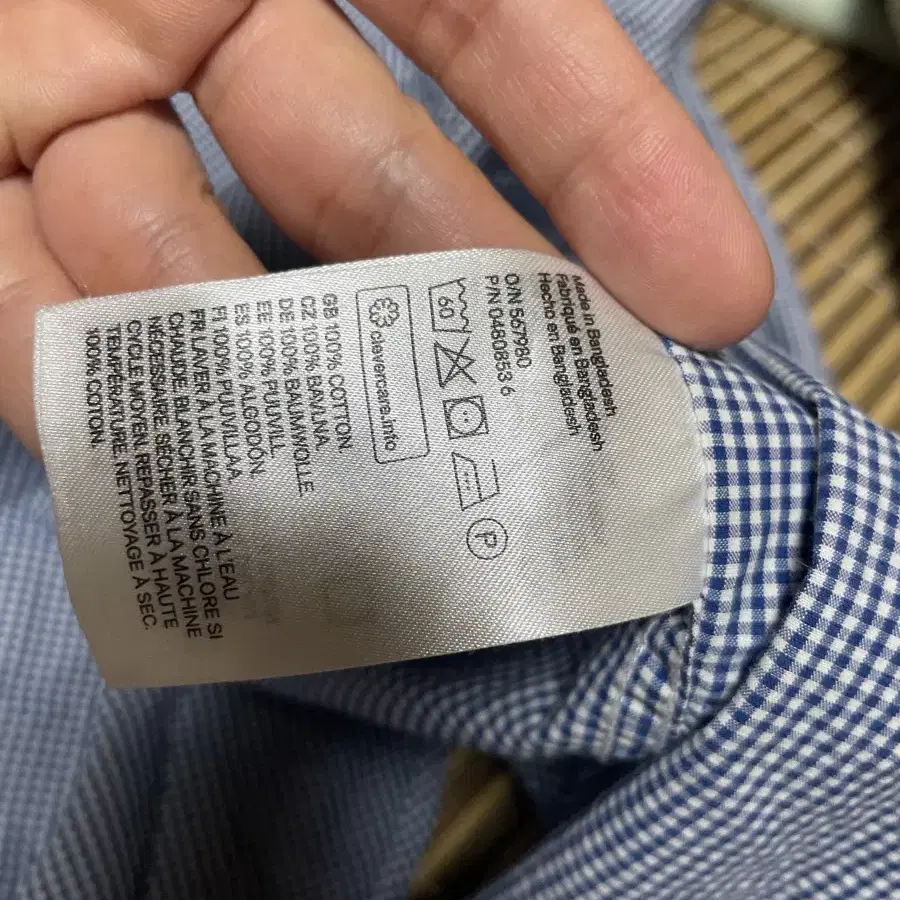 Made in Bangladesh
Fabriqué en Bangladesh
Hecho en Bangladesh
O/N 567980
P/N 0480853 6
60 P
clevercare.info
GB 100% COTTON.
CZ 100% BAVLNA.
DE 100% BAUMWOLLE.
EE 100% PUUVILL.
ES 100% ALGODÓN.
FI 100% PUUVILLAA.
FR LAVER À LA MACHINE À L'EAU
CHAUDE. BLANCHIR SANS CHLORE SI
NÉCESSAIRE. SÉCHER À LA MACHINE
CYCLE MOYEN. REPASSER À HAUTE
TEMPÉRATURE. NETTOYAGE À SEC.
100% COTON.